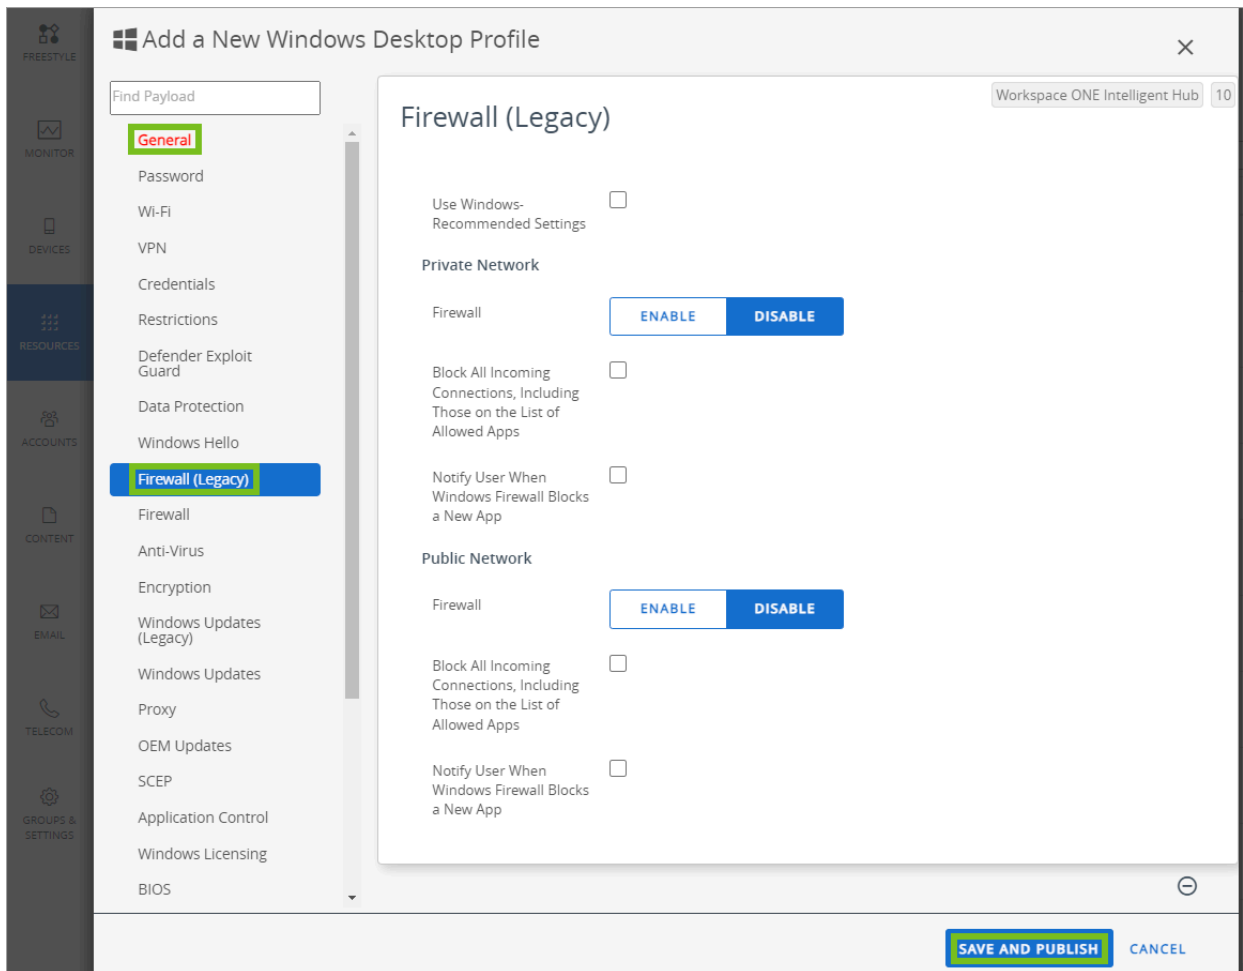 Add a New Windows Desktop Profile
FREESTYLE
MONITOR
DEVICES
RESOURCES
ACCOUNTS
CONTENT
EMAIL
TELECOM
GROUPS &
SETTINGS
Find Payload
General
Password
Wi-Fi
VPN
Credentials
Restrictions
Defender Exploit
Guard
Data Protection
Windows Hello
Firewall (Legacy)
Firewall
Anti-Virus
Encryption
Windows Updates
(Legacy)
Windows Updates
Proxy
OEM Updates
SCEP
Application Control
Windows Licensing
BIOS
Workspace ONE Intelligent Hub 10
Firewall (Legacy)
Use Windows-
Recommended Settings
Private Network
Firewall ENABLE DISABLE
Block All Incoming
Connections, Including
Those on the List of
Allowed Apps
Notify User When
Windows Firewall Blocks
a New App
Public Network
Firewall ENABLE DISABLE
Block All Incoming
Connections, Including
Those on the List of
Allowed Apps
Notify User When
Windows Firewall Blocks
a New App
SAVE AND PUBLISH CANCEL